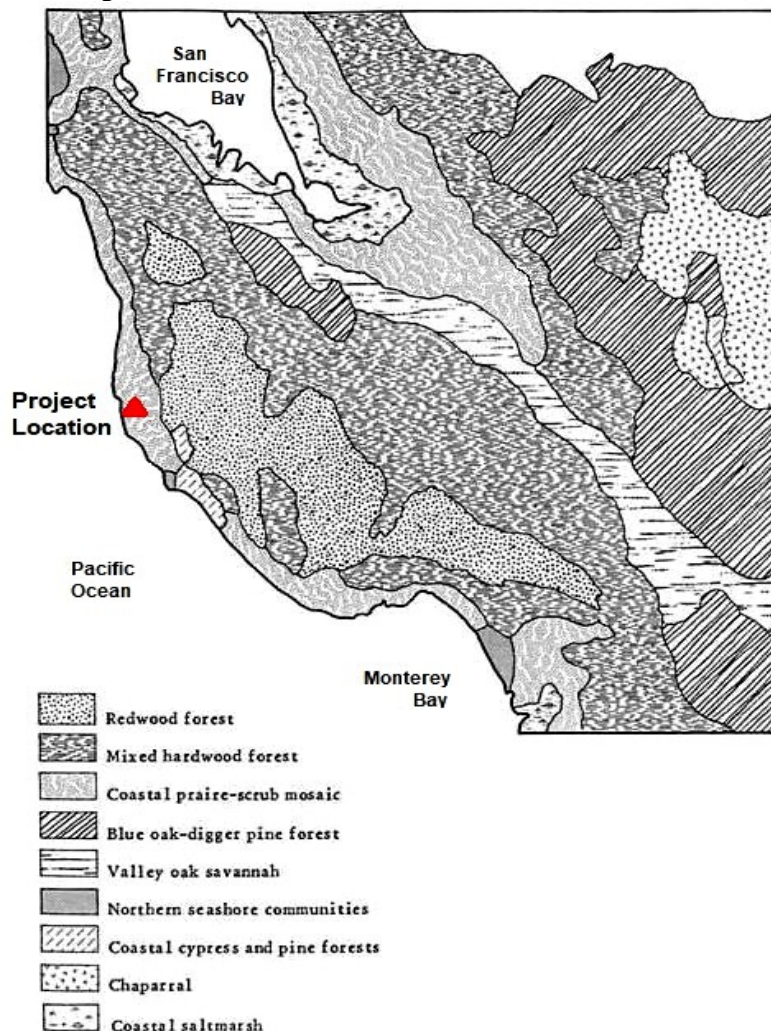 San
Francisco
Bay
Project
Location
Pacific
Ocean
Monterey
Bay
Redwood forest
Mixed hardwood forest
Coastal praire-scrub mosaic
Blue oak-digger pine forest
Valley oak savannah
Northern seashore communities
Coastal cypress and pine forests
Chaparral
Coastal saltmarsh